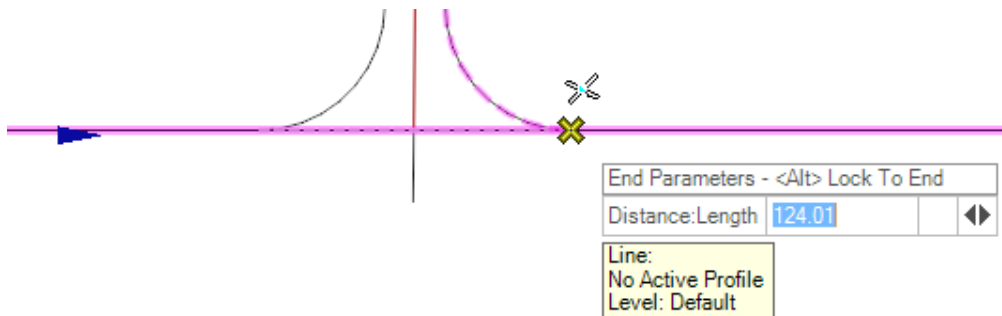 End Parameters - <Alt> Lock To End
Distance:Length 124.01
Line:
No Active Profile
Level: Default